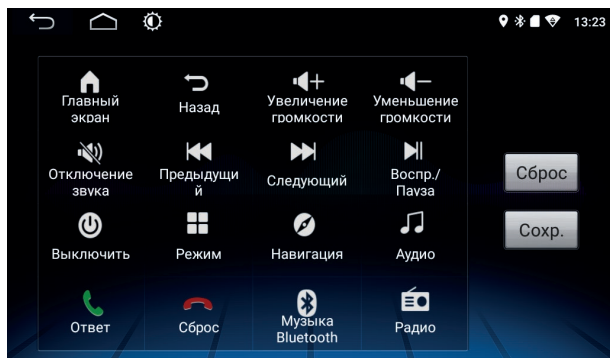 13:23
Главный
экран
Назад
Увеличение
громкости
Уменьшение
громкости
Отключение
звука
Предыдущи
й
Следующий
Воспр./
Пауза
Сброс
Выключить
Режим
Навигация
Аудио
Сохр.
Ответ
Сброс
Музыка
Bluetooth
Радио